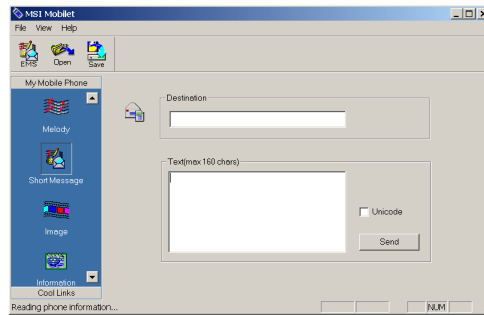 MSI Mobilet
File View Help
EMS Open Save
My Mobile Phone
Melody
Short Message
Image
Information
Cool Links
Destination
Text(max 160 chars)
Unicode
Send
Reading phone information...
NUM